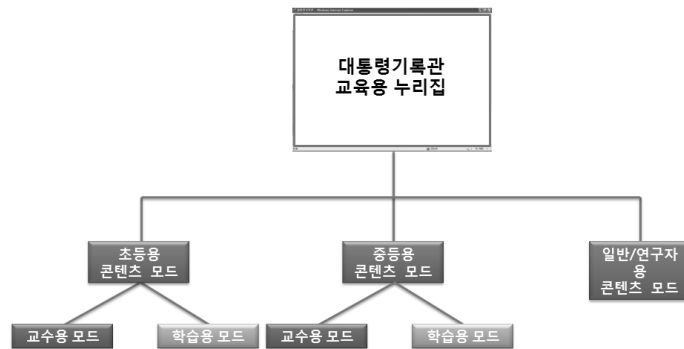 대통령기록관
교육용 누리집
초등용
콘텐츠 모드
중등용
콘텐츠 모드
일반/연구자
용
콘텐츠 모드
교수용 모드
학습용 모드
교수용 모드
학습용 모드